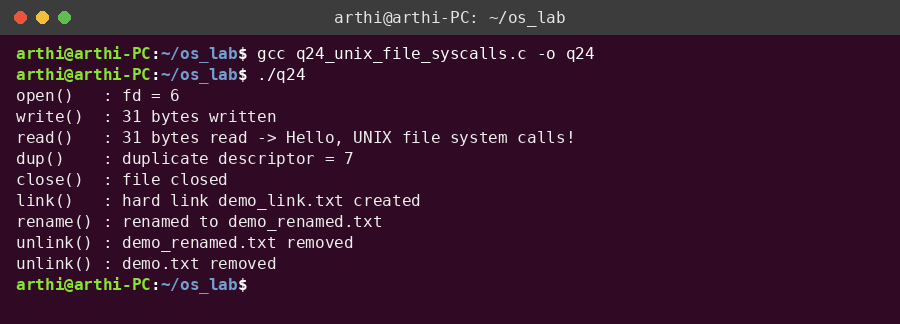 arthi@arthi-PC: ~/os_lab
arthi@arthi-PC:~/os_lab$ gcc q24_unix_file_syscalls.c -o q24
arthi@arthi-PC:~/os_lab$ ./q24
open()   : fd = 6
write()  : 31 bytes written
read()   : 31 bytes read -> Hello, UNIX file system calls!
dup()    : duplicate descriptor = 7
close()  : file closed
link()   : hard link demo_link.txt created
rename() : renamed to demo_renamed.txt
unlink() : demo_renamed.txt removed
unlink() : demo.txt removed
arthi@arthi-PC:~/os_lab$